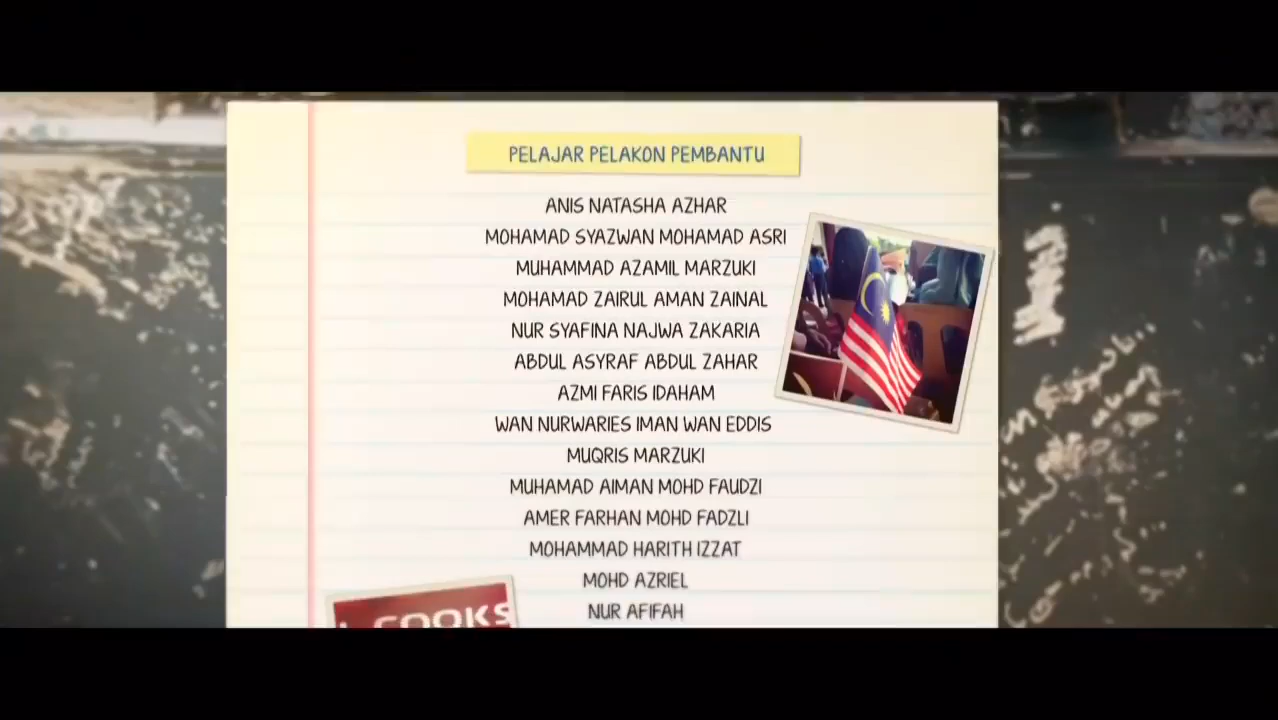 PELAJAR PELAKON PEMBANTU
ANIS NATASHA AZHAR
MOHAMAD SYAZWAN MOHAMAD ASRI
MUHAMMAD AZAMIL MARZUKI
MOHAMAD ZAIRUL AMAN ZAINAL
NUR SYAFINA NAJWA ZAKARIA
ABDUL ASYRAF ABDUL ZAHAR
AZMI FARIS IDAHAM
WAN NURWARIES IMAN WAN EDDIS
MUQRIS MARZUKI
MUHAMAD AIMAN MOHD FAUDZI
AMER FARHAN MOHD FADZLI
MOHAMMAD HARITH IZZAT
MOHD AZRIEL
NUR AFIFAH
COOKS